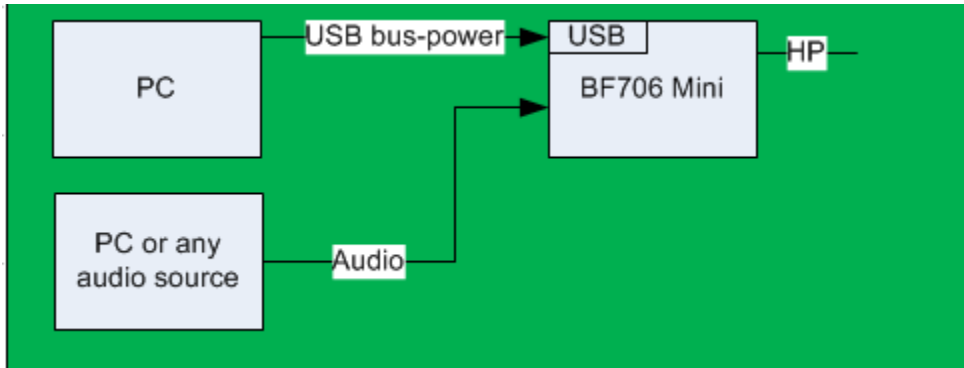 PC
USB bus-power
USB
BF706 Mini
HP
PC or any
audio source
Audio